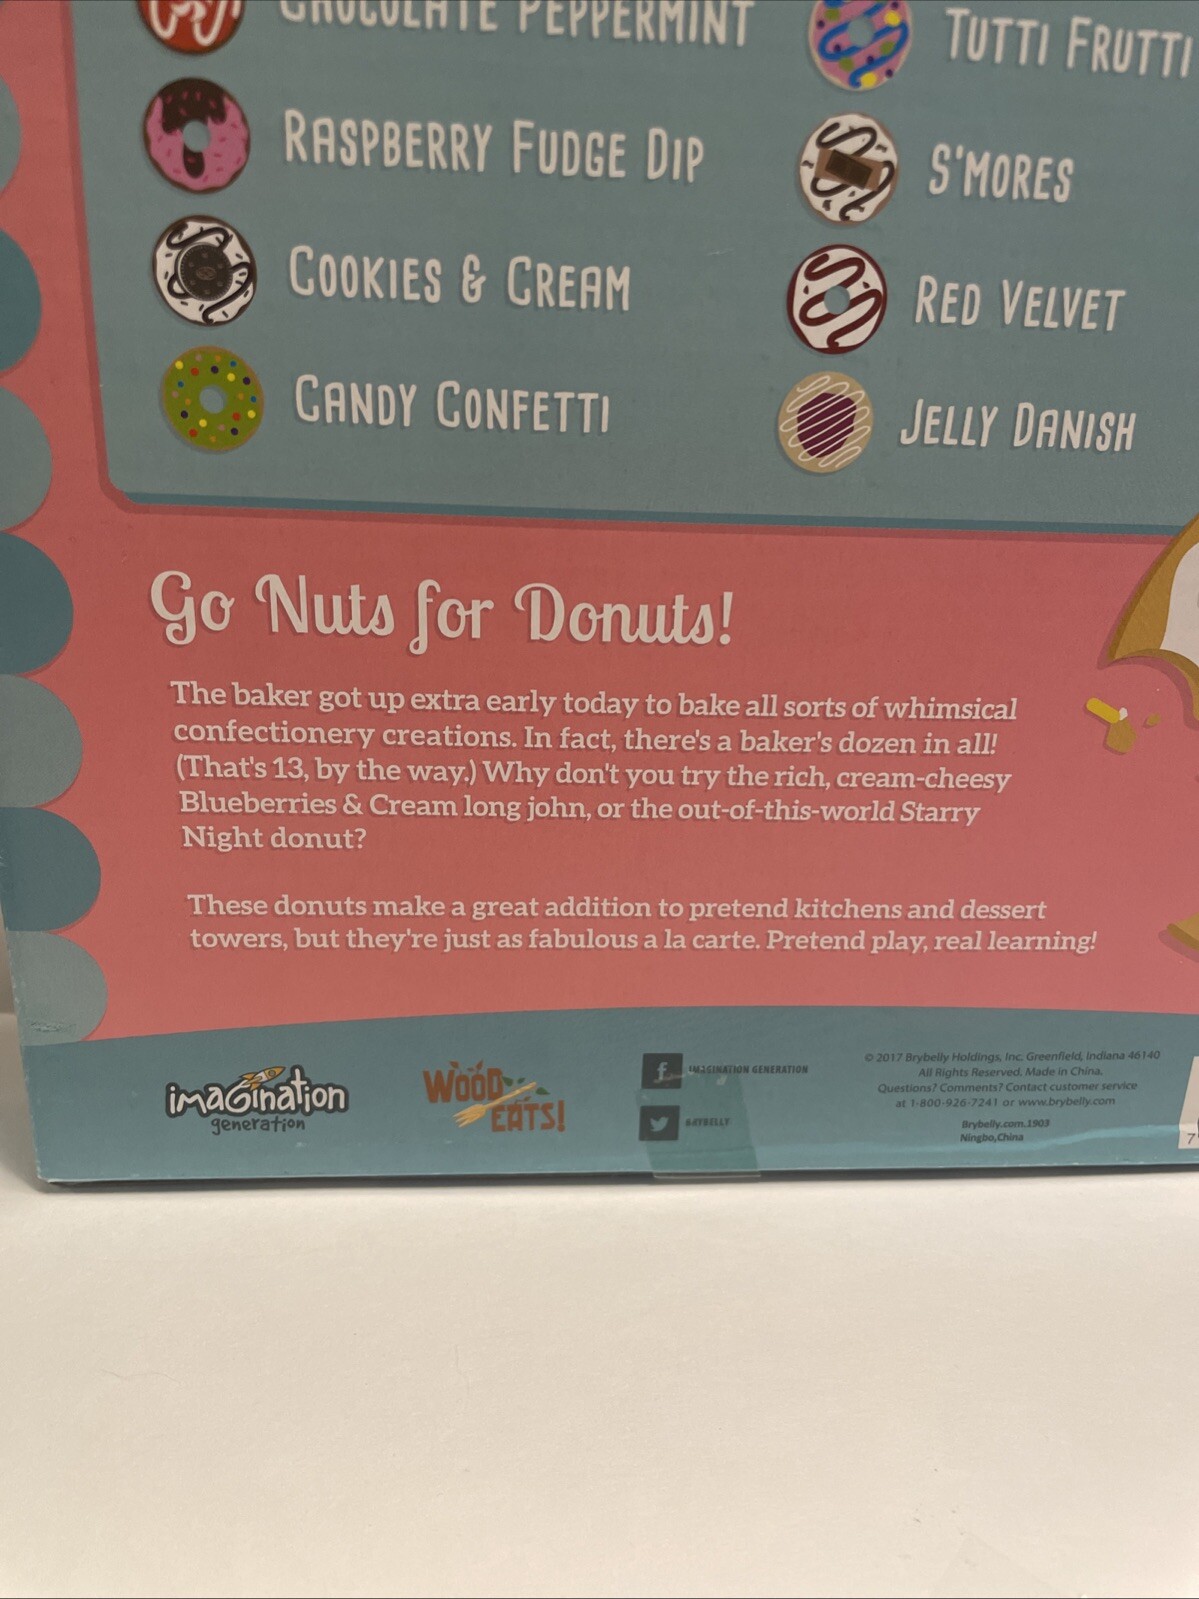 CHOCOLATE PEPPERMINT
TUTTI FRUTTI
RASPBERRY FUDGE DIP
S'MORES
COOKIES & CREAM
RED VELVET
CANDY CONFETTI
JELLY DANISH
Go Nuts for Donuts!
The baker got up extra early today to bake all sorts of whimsical
confectionery creations. In fact, there's a baker's dozen in all!
(That's 13, by the way.) Why don't you try the rich, cream-cheesy
Blueberries & Cream long john, or the out-of-this-world Starry
Night donut?
These donuts make a great addition to pretend kitchens and dessert
towers, but they're just as fabulous a la carte. Pretend play, real learning!
imagination
generation
WOOD
EATS!
f IMAGINATION GENERATION
BRYBELLY
© 2017 Brybelly Holdings, Inc. Greenfield, Indiana 46140
All Rights Reserved. Made in China.
Questions? Comments? Contact customer service
at 1-800-926-7241 or www.brybelly.com
Brybelly.com.1903
Ningbo,China
7